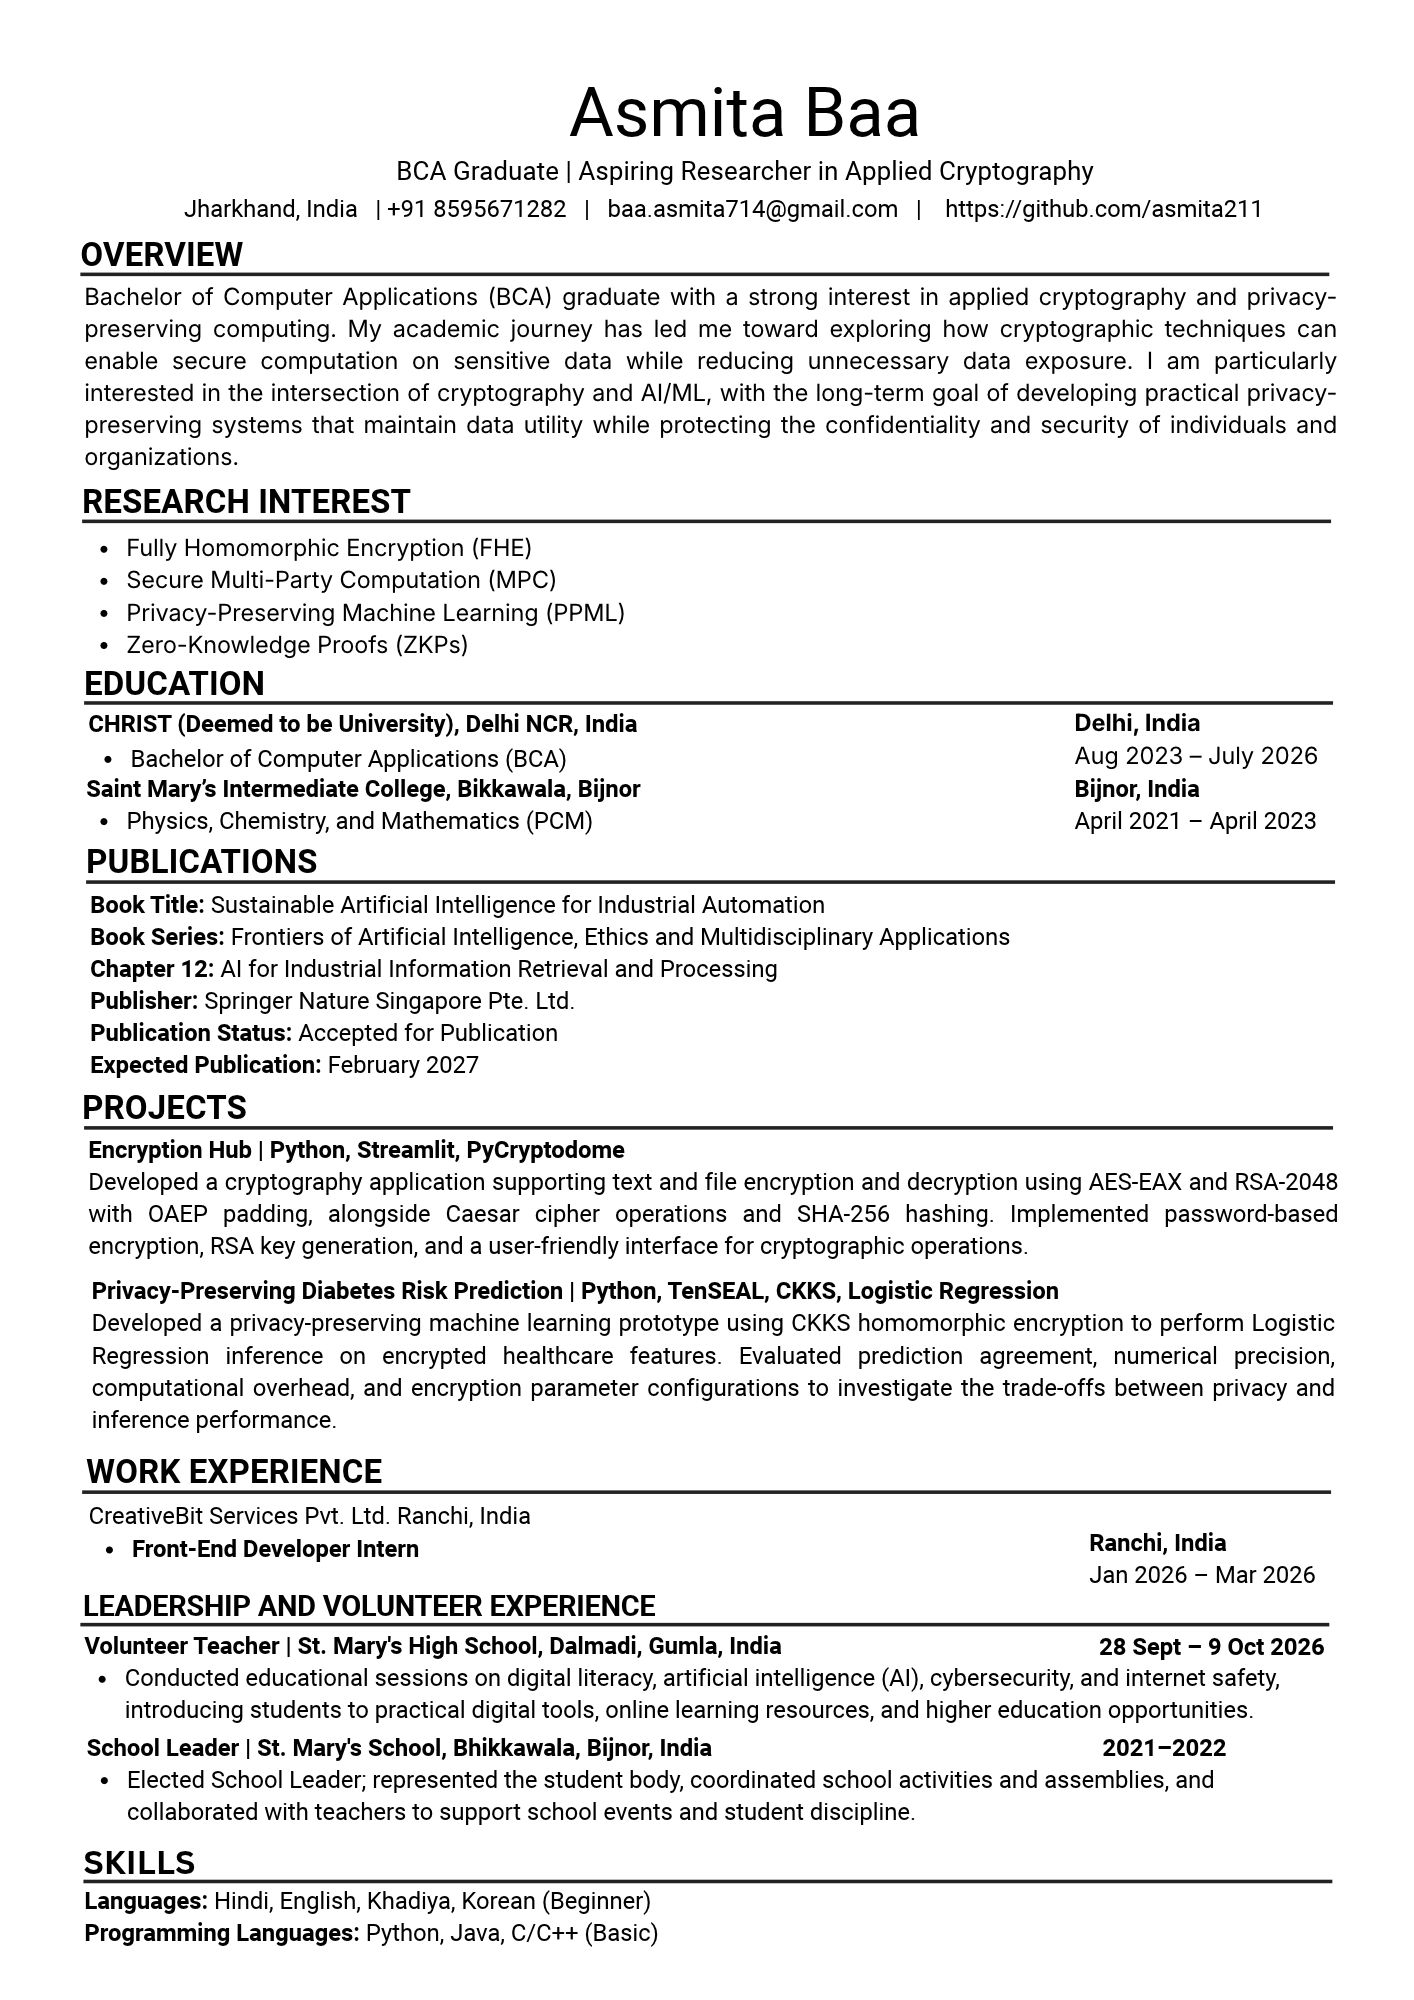 Asmita Baa
BCA Graduate | Aspiring Researcher in Applied Cryptography
Jharkhand, India | +91 8595671282 | baa.asmita714@gmail.com | https://github.com/asmita211
OVERVIEW
Bachelor of Computer Applications (BCA) graduate with a strong interest in applied cryptography and privacy-
preserving computing. My academic journey has led me toward exploring how cryptographic techniques can
enable secure computation on sensitive data while reducing unnecessary data exposure. I am particularly
interested in the intersection of cryptography and AI/ML, with the long-term goal of developing practical privacy-
preserving systems that maintain data utility while protecting the confidentiality and security of individuals and
organizations.
RESEARCH INTEREST
• Fully Homomorphic Encryption (FHE)
• Secure Multi-Party Computation (MPC)
• Privacy-Preserving Machine Learning (PPML)
• Zero-Knowledge Proofs (ZKPs)
EDUCATION
CHRIST (Deemed to be University), Delhi NCR, India Delhi, India
• Bachelor of Computer Applications (BCA) Aug 2023 – July 2026
Saint Mary’s Intermediate College, Bikkawala, Bijnor Bijnor, India
• Physics, Chemistry, and Mathematics (PCM) April 2021 – April 2023
PUBLICATIONS
Book Title: Sustainable Artificial Intelligence for Industrial Automation
Book Series: Frontiers of Artificial Intelligence, Ethics and Multidisciplinary Applications
Chapter 12: AI for Industrial Information Retrieval and Processing
Publisher: Springer Nature Singapore Pte. Ltd.
Publication Status: Accepted for Publication
Expected Publication: February 2027
PROJECTS
Encryption Hub | Python, Streamlit, PyCryptodome
Developed a cryptography application supporting text and file encryption and decryption using AES-EAX and RSA-2048
with OAEP padding, alongside Caesar cipher operations and SHA-256 hashing. Implemented password-based
encryption, RSA key generation, and a user-friendly interface for cryptographic operations.
Privacy-Preserving Diabetes Risk Prediction | Python, TenSEAL, CKKS, Logistic Regression
Developed a privacy-preserving machine learning prototype using CKKS homomorphic encryption to perform Logistic
Regression inference on encrypted healthcare features. Evaluated prediction agreement, numerical precision,
computational overhead, and encryption parameter configurations to investigate the trade-offs between privacy and
inference performance.
WORK EXPERIENCE
CreativeBit Services Pvt. Ltd. Ranchi, India
• Front-End Developer Intern Ranchi, India
Jan 2026 – Mar 2026
LEADERSHIP AND VOLUNTEER EXPERIENCE
Volunteer Teacher | St. Mary's High School, Dalmadi, Gumla, India 28 Sept – 9 Oct 2026
• Conducted educational sessions on digital literacy, artificial intelligence (AI), cybersecurity, and internet safety,
introducing students to practical digital tools, online learning resources, and higher education opportunities.
School Leader | St. Mary's School, Bhikkawala, Bijnor, India 2021–2022
• Elected School Leader; represented the student body, coordinated school activities and assemblies, and
collaborated with teachers to support school events and student discipline.
SKILLS
Languages: Hindi, English, Khadiya, Korean (Beginner)
Programming Languages: Python, Java, C/C++ (Basic)